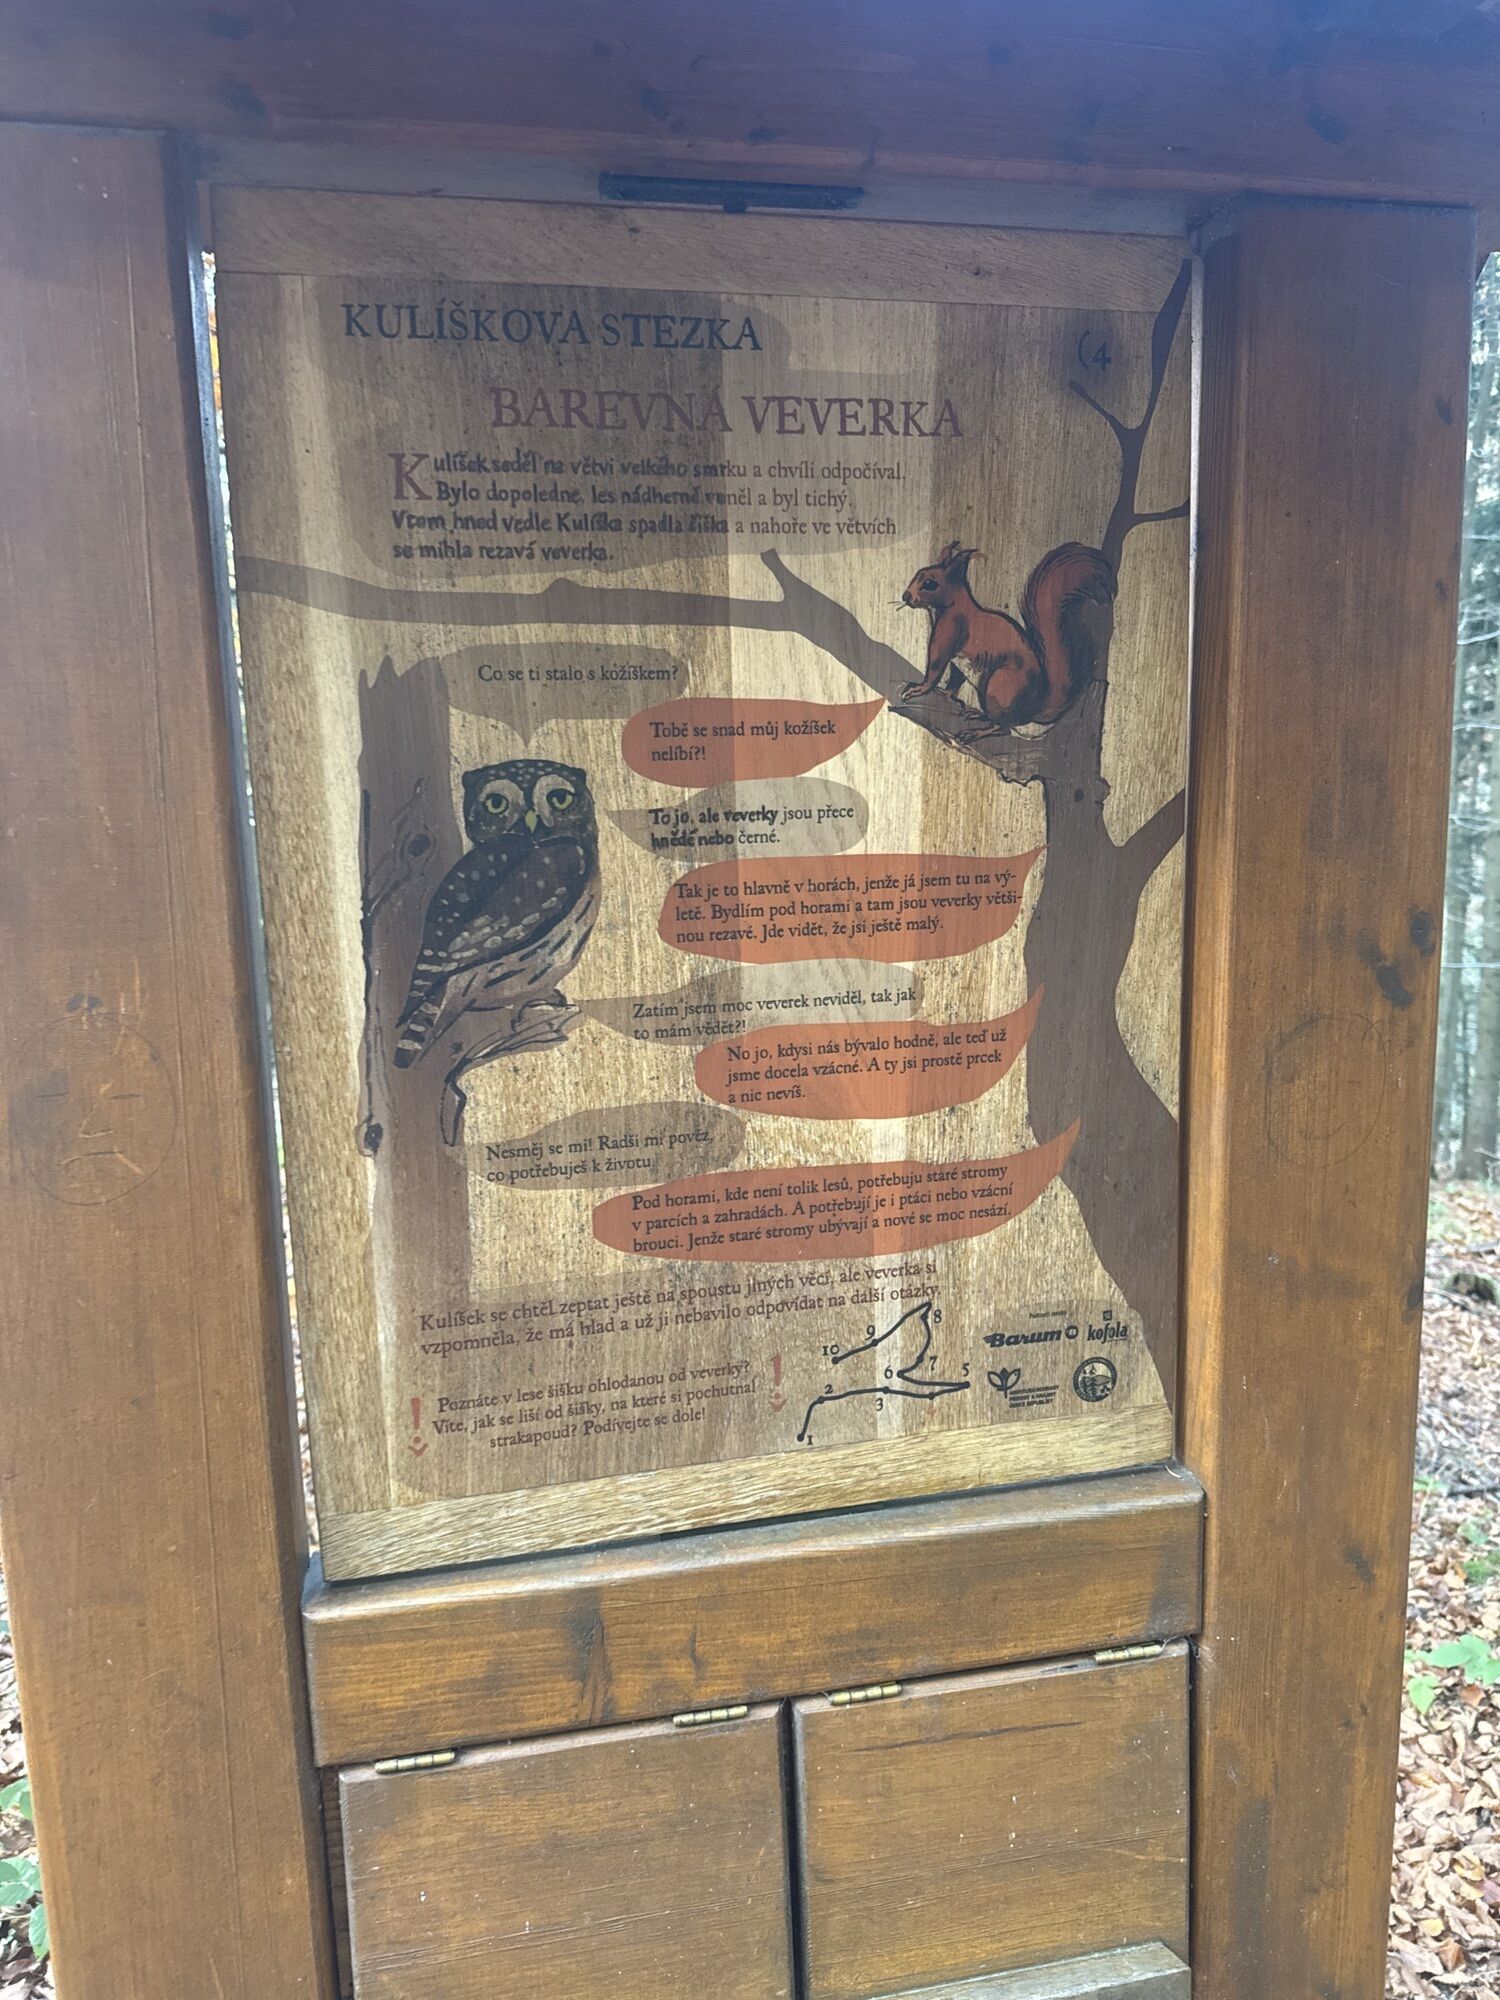 KULÍŠKOVA STEZKA
(4
BAREVNÁ VEVERKA
Kulíšek seděl na větvi velkého smrku a chvíli odpočíval.
Bylo dopoledne, les nádherně voněl a byl tichý.
Vtom hned vedle Kulíška spadla šiška a nahoře ve větvích
se mihla rezavá veverka.
Co se ti stalo s kožíškem?
Tobě se snad můj kožíšek
nelíbí?!
To jo, ale veverky jsou přece
hnědé nebo černé.
Tak je to hlavně v horách, jenže já jsem tu na vý-
letě. Bydlím pod horami a tam jsou veverky větši-
nou rezavé. Jde vidět, že jsi ještě malý.
Zatím jsem moc veverek neviděl, tak jak
to mám vědět?!
No jo, kdysi nás bývalo hodně, ale teď už
jsme docela vzácné. A ty jsi prostě prcek
a nic nevíš.
Nesměj se mi! Radši mi pověz,
co potřebuješ k životu.
Pod horami, kde není tolik lesů, potřebuju staré stromy
v parcích a zahradách. A potřebují je i ptáci nebo vzácní
brouci. Jenže staré stromy ubývají a nové se moc nesází.
Kulíšek se chtěl zeptat ještě na spoustu jiných věcí, ale veverka si
vzpomněla, že má hlad a už ji nebavilo odpovídat na další otázky.
Poznáte v lese šišku ohlodanou od veverky?
Víte, jak se liší od šišky, na které si pochutnal
strakapoud? Podívejte se dole!
1
2
3
5
6
7
8
9
10
Barum
kofola